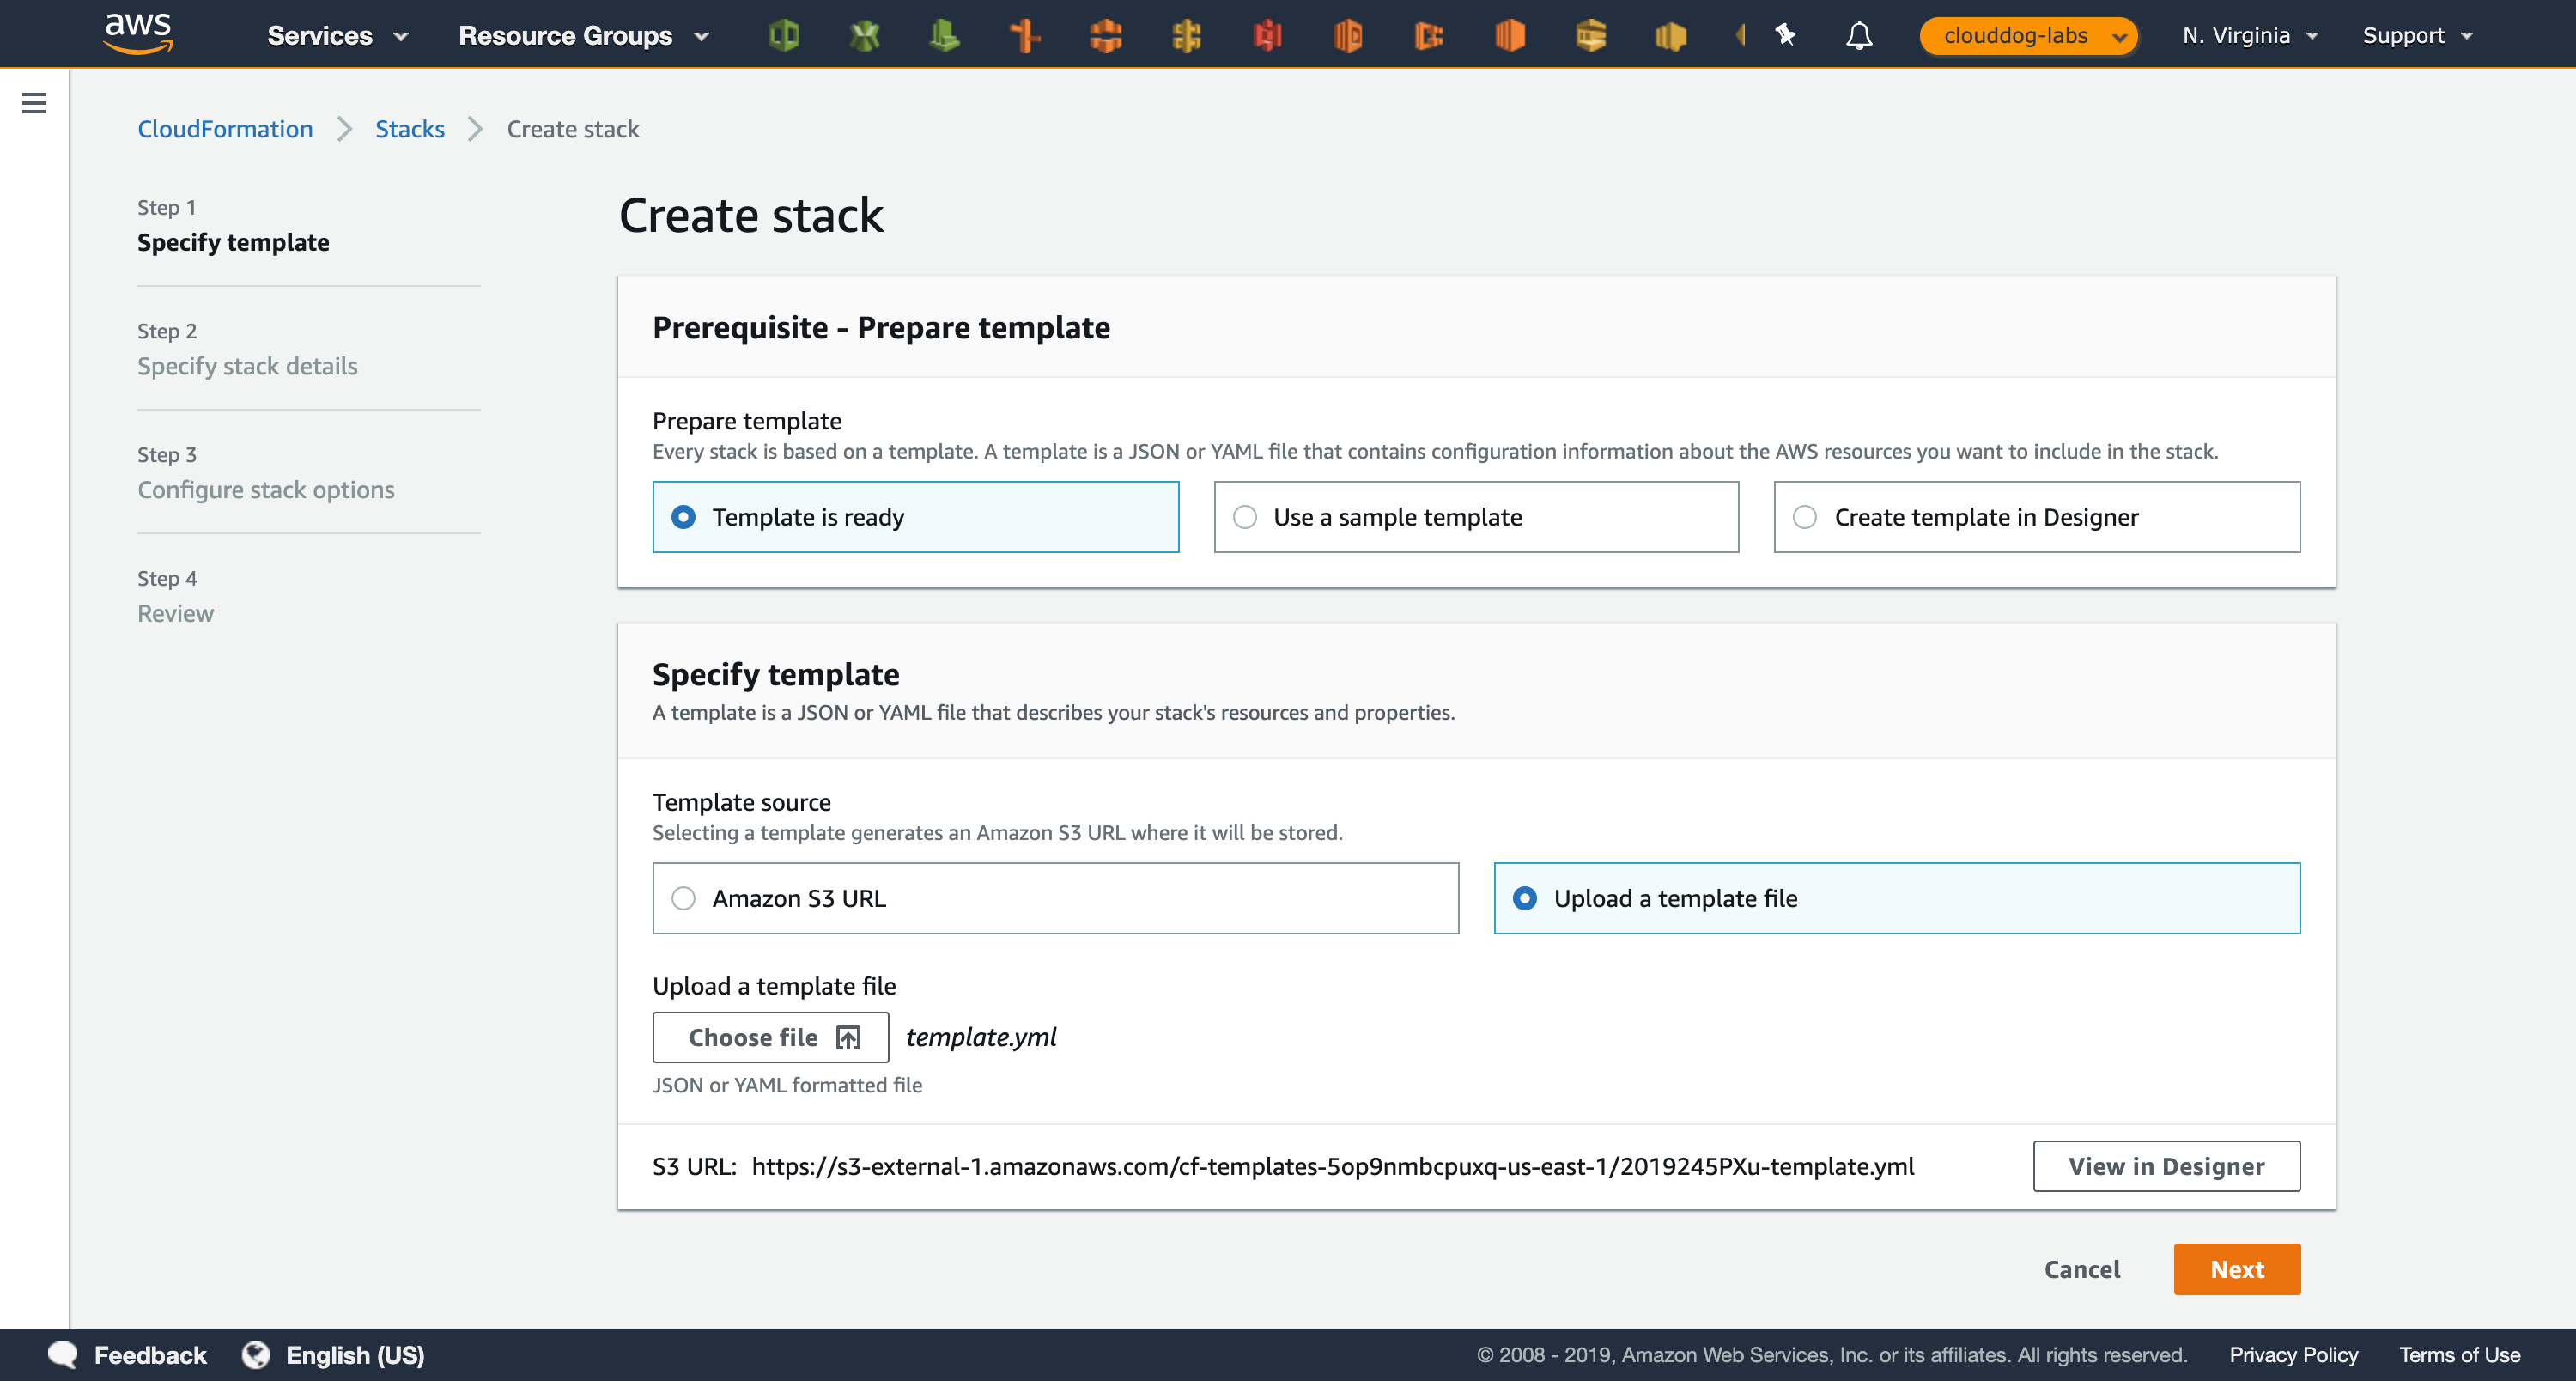 aws Services Resource Groups clouddog-labs N. Virginia Support
CloudFormation Stacks Create stack
Step 1
Specify template
Step 2
Specify stack details
Step 3
Configure stack options
Step 4
Review
Create stack
Prerequisite - Prepare template
Prepare template
Every stack is based on a template. A template is a JSON or YAML file that contains configuration information about the AWS resources you want to include in the stack.
Template is ready Use a sample template Create template in Designer
Specify template
A template is a JSON or YAML file that describes your stack's resources and properties.
Template source
Selecting a template generates an Amazon S3 URL where it will be stored.
Amazon S3 URL Upload a template file
Upload a template file
Choose file template.yml
JSON or YAML formatted file
S3 URL: https://s3-external-1.amazonaws.com/cf-templates-5op9nmbcpuxq-us-east-1/2019245PXu-template.yml View in Designer
Cancel Next
Feedback English (US) © 2008 - 2019, Amazon Web Services, Inc. or its affiliates. All rights reserved. Privacy Policy Terms of Use